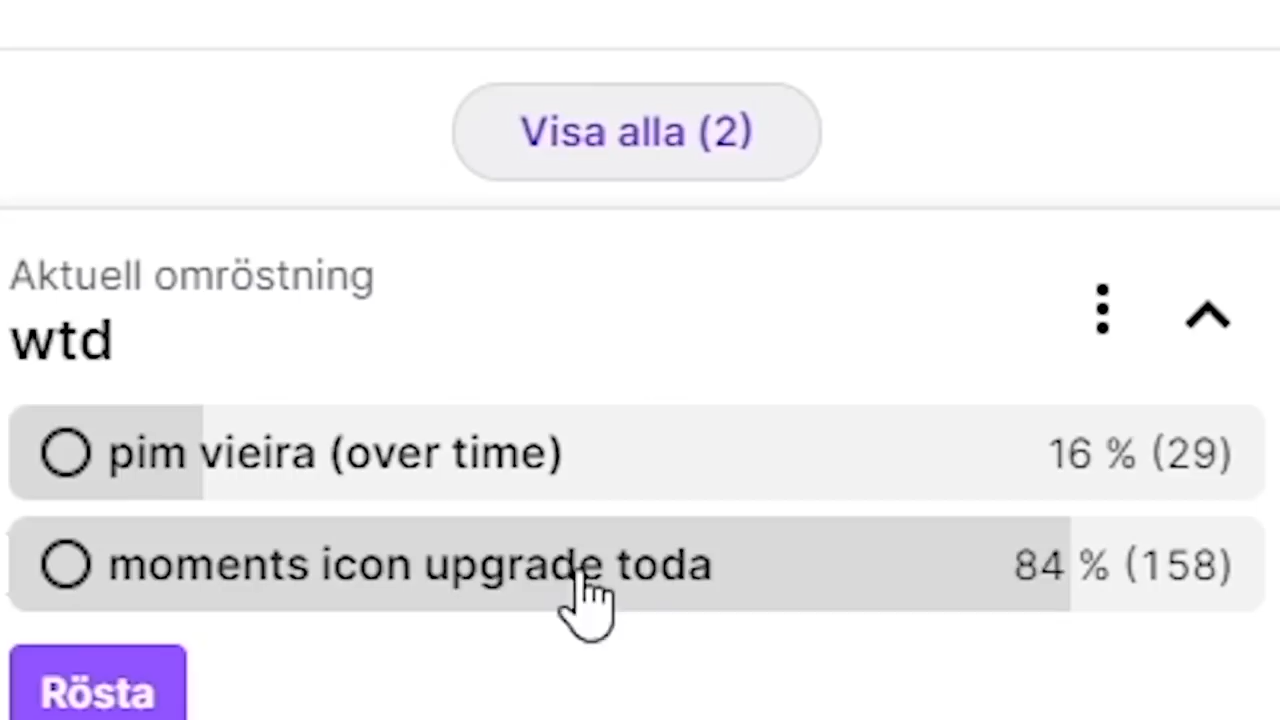 Visa alla (2)
Aktuell omröstning
wtd
pim vieira (over time) 16 % (29)
moments icon upgrade toda 84 % (158)
Rösta